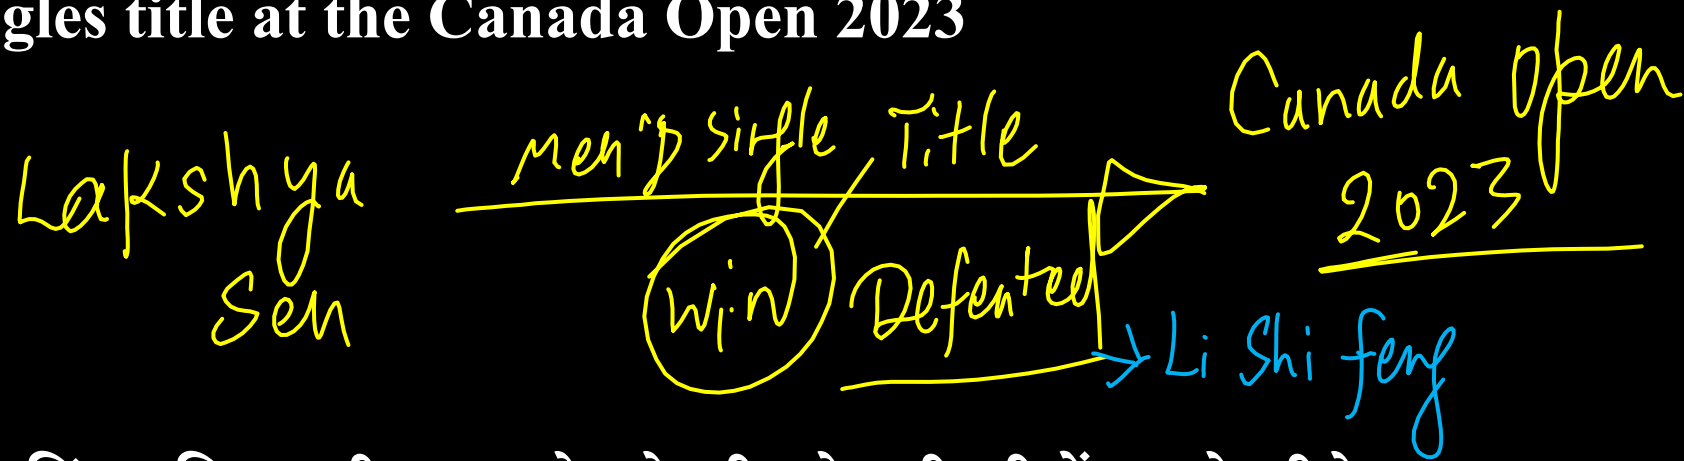 gles title at the Canada Open 2023
Lakshya Sen
Men's single Title
Win
Defeated
Canada Open
2023
Li Shi feng